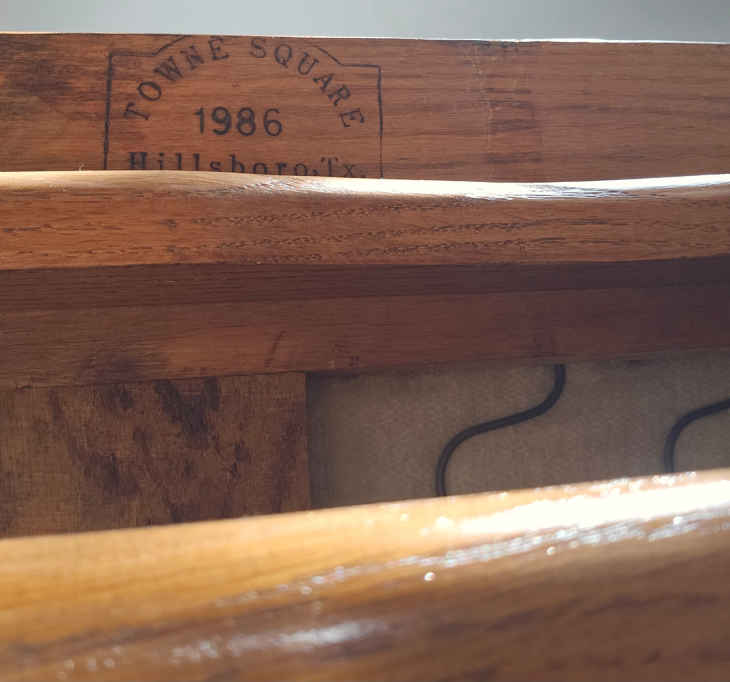 TOWNE SQUARE
1986
Hillsboro, Tx.